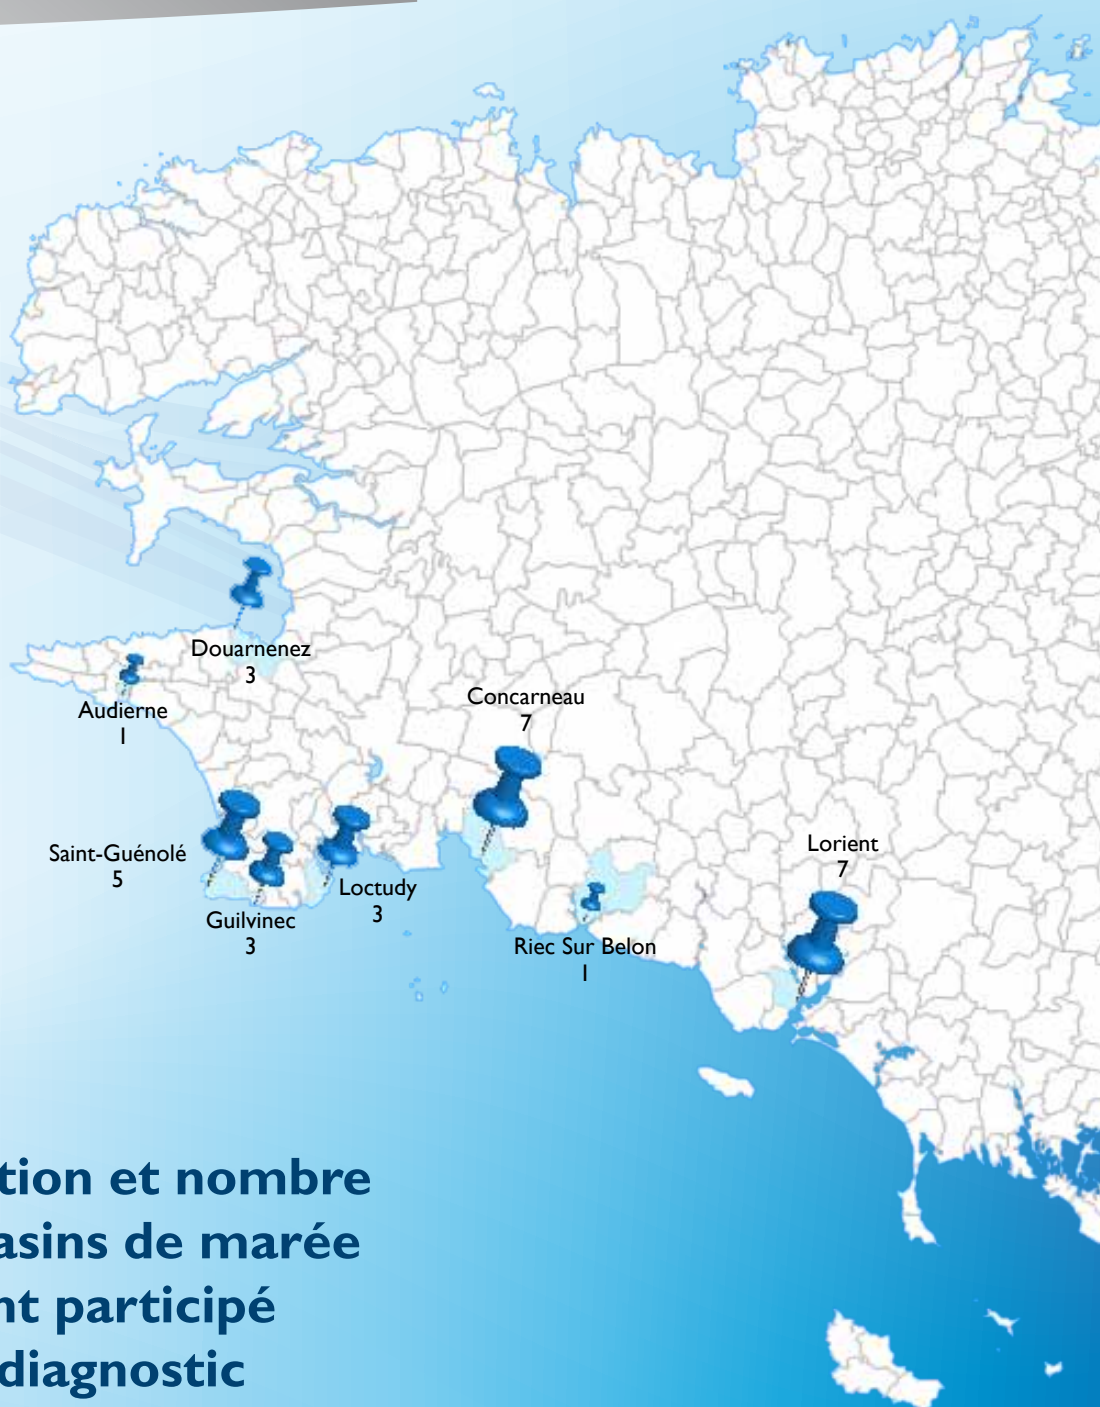 Douarnenez
3
Audierne
1
Concarneau
7
Saint-Guénolé
5
Guilvinec
3
Loctudy
3
Riec Sur Belon
1
Lorient
7
tion et nombre
asins de marée
nt participé
diagnostic